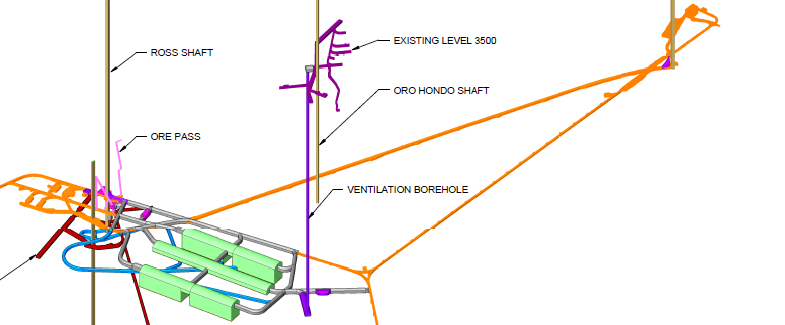 ROSS SHAFT
EXISTING LEVEL 3500
ORO HONDO SHAFT
ORE PASS
VENTILATION BOREHOLE